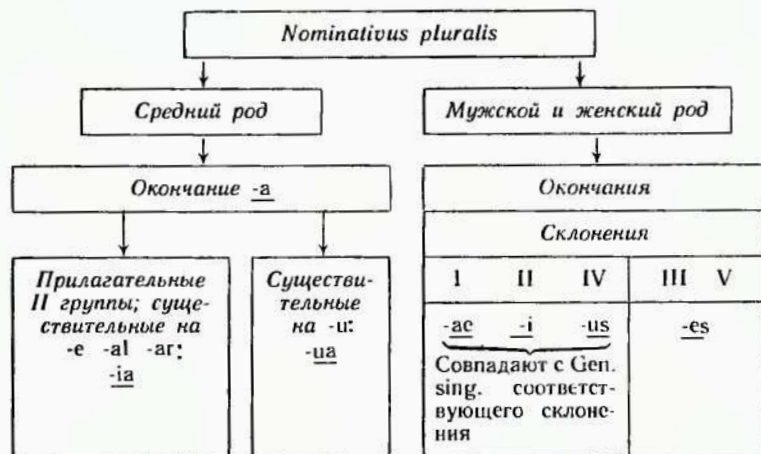 Nominativus pluralis
Средний род
Мужской и женский род
Окончание -a
Окончания
Склонения
Прилагательные
II группы; суще-
ствительные на
-e -al -ar:
-ia
Существи-
тельные
на -u:
-ua
I II IV
III V
-ae -i -us
-es
Совпадают с Gen.
sing. соответст-
вующего склоне-
ния